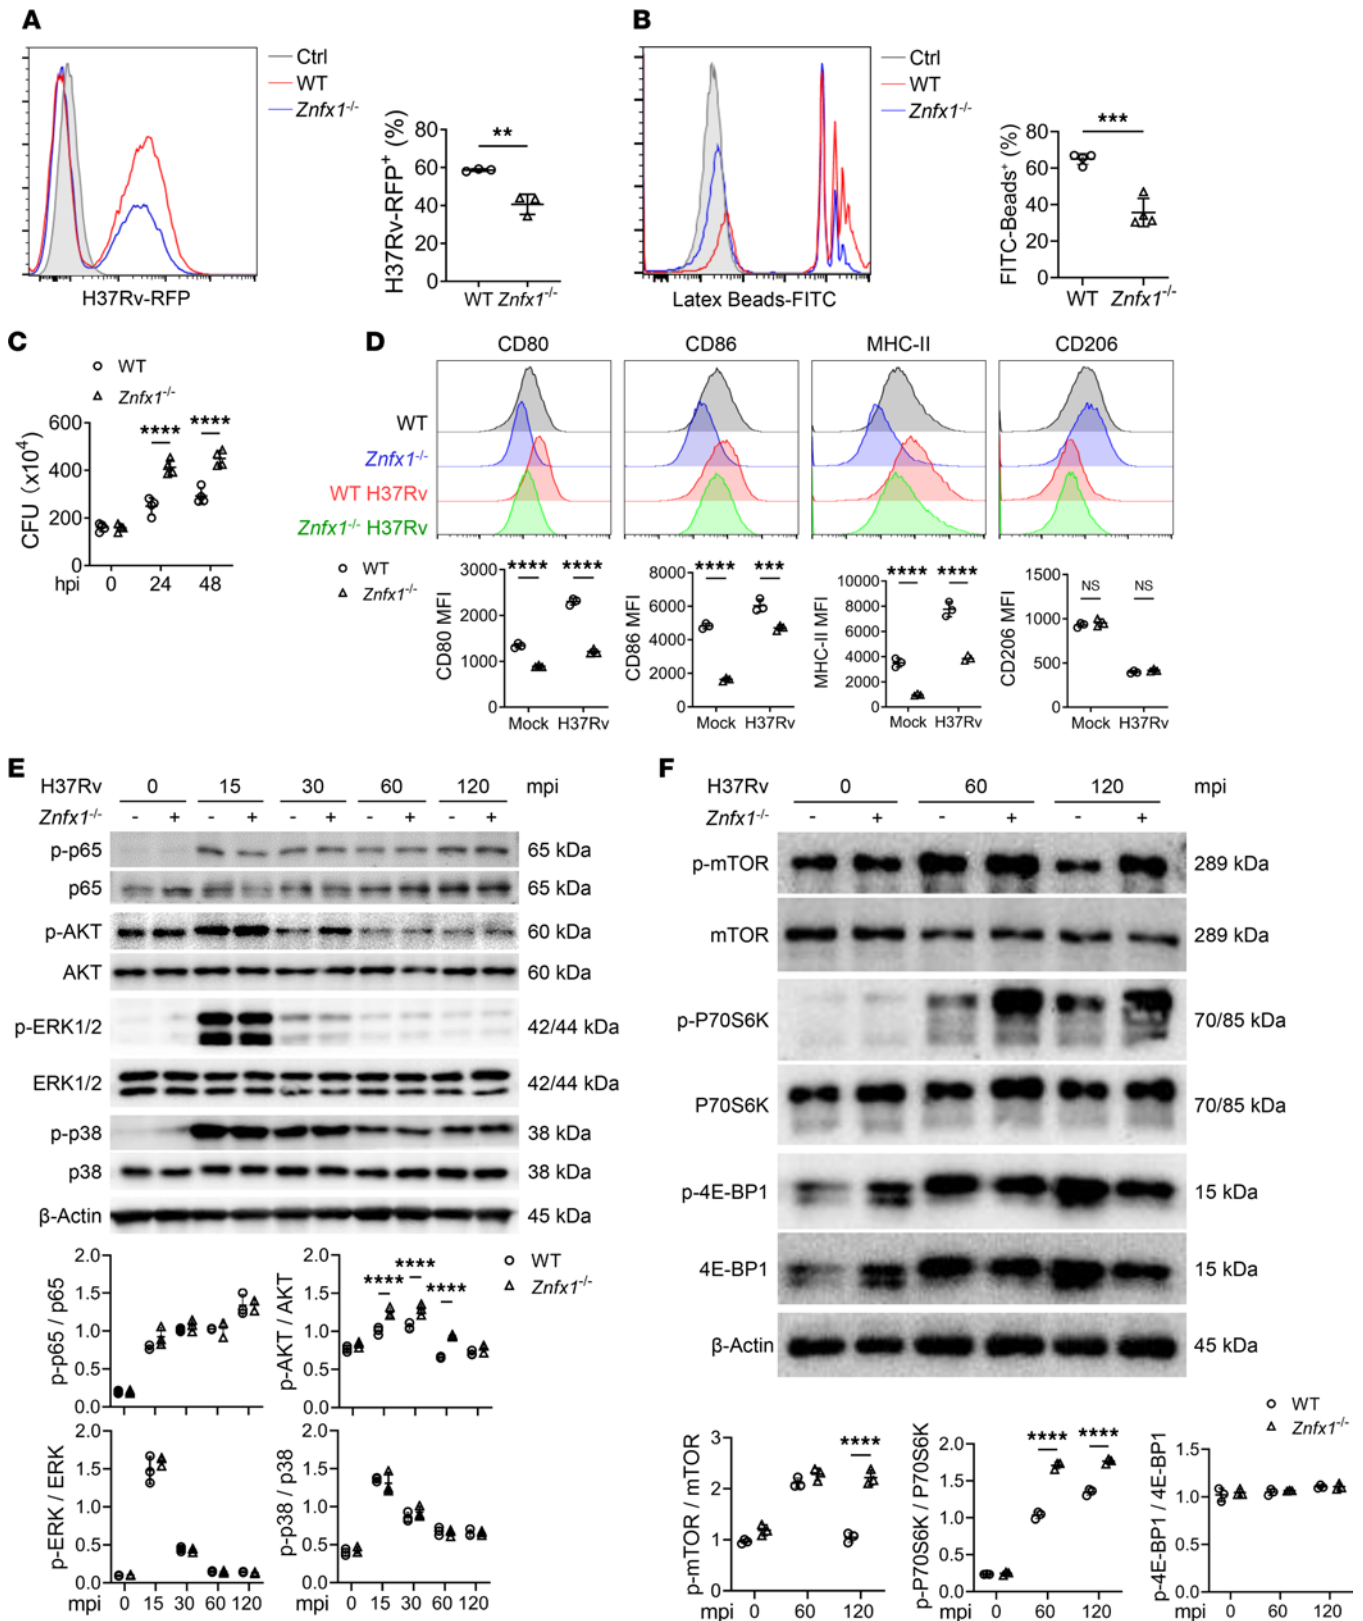 A
Ctrl
WT
Znfx1-/-
H37Rv-RFP
H37Rv-RFP+ (%)
80
60
40
20
0
**
WT Znfx1-/-
B
Ctrl
WT
Znfx1-/-
Latex Beads-FITC
FITC-Beads+ (%)
80
60
40
20
0
***
WT Znfx1-/-
C
WT
Znfx1-/-
CFU (x10⁴)
600
400
200
0
**** ****
hpi 0 24 48
D
CD80 CD86 MHC-II CD206
WT
Znfx1-/-
WT H37Rv
Znfx1-/- H37Rv
WT
Znfx1-/-
CD80 MFI
3000
2000
1000
0
**** ****
Mock H37Rv
CD86 MFI
8000
6000
4000
2000
0
**** ***
Mock H37Rv
MHC-II MFI
10000
8000
6000
4000
2000
0
**** ****
Mock H37Rv
CD206 MFI
1500
1000
500
0
NS NS
Mock H37Rv
E
H37Rv 0 15 30 60 120 mpi
Znfx1-/- - + - + - + - + - +
p-p65 65 kDa
p65 65 kDa
p-AKT 60 kDa
AKT 60 kDa
p-ERK1/2 42/44 kDa
ERK1/2 42/44 kDa
p-p38 38 kDa
p38 38 kDa
β-Actin 45 kDa
p-p65 / p65
2.0
1.5
1.0
0.5
0.0
0 15 30 60 120
p-AKT / AKT
2.0
1.5
1.0
0.5
0.0
**** **** ****
0 15 30 60 120
WT
Znfx1-/-
p-ERK / ERK
2.0
1.5
1.0
0.5
0.0
mpi 0 15 30 60 120
p-p38 / p38
2.0
1.5
1.0
0.5
0.0
mpi 0 15 30 60 120
F
H37Rv 0 60 120 mpi
Znfx1-/- - + - + - +
p-mTOR 289 kDa
mTOR 289 kDa
p-P70S6K 70/85 kDa
P70S6K 70/85 kDa
p-4E-BP1 15 kDa
4E-BP1 15 kDa
β-Actin 45 kDa
WT
Znfx1-/-
p-mTOR / mTOR
3
2
1
0
****
mpi 0 60 120
p-P70S6K / P70S6K
2.0
1.5
1.0
0.5
0.0
**** ****
mpi 0 60 120
p-4E-BP1 / 4E-BP1
1.5
1.0
0.5
0.0
mpi 0 60 120